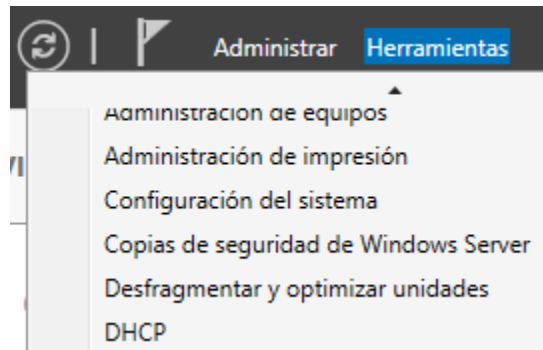 Administrar Herramientas
Administración de equipos
Administración de impresión
Configuración del sistema
Copias de seguridad de Windows Server
Desfragmentar y optimizar unidades
DHCP